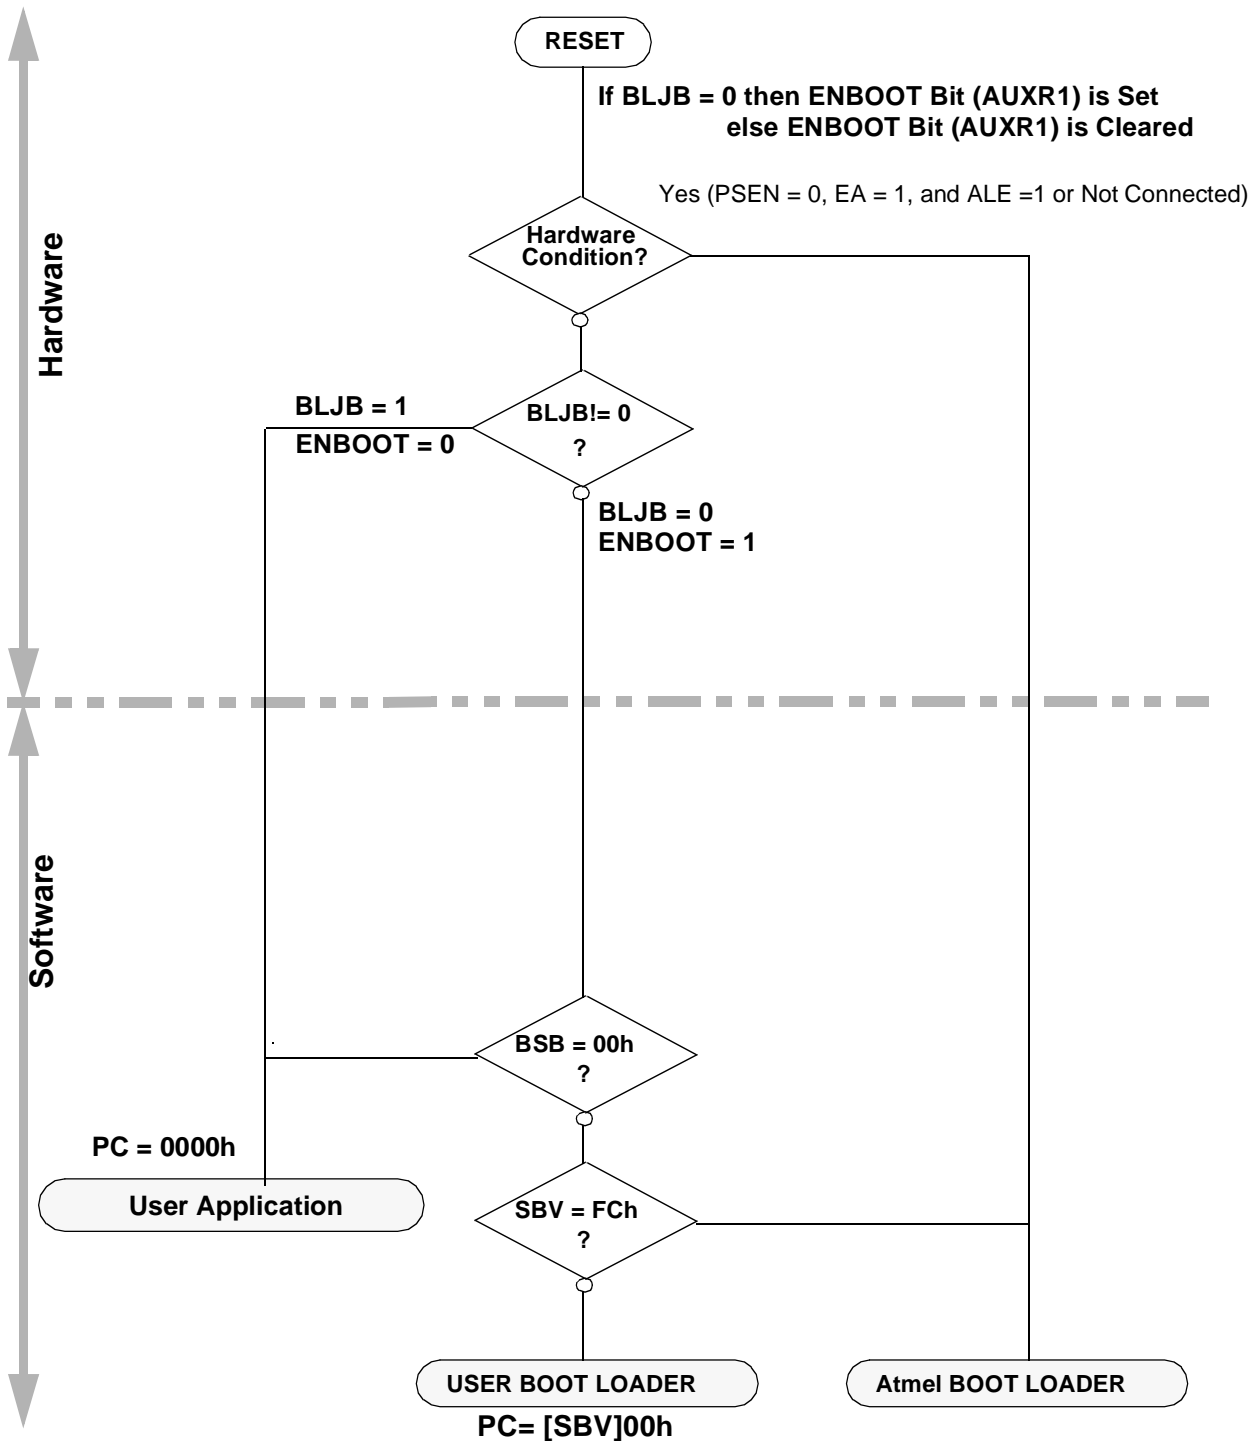 RESET
If BLJB = 0 then ENBOOT Bit (AUXR1) is Set
else ENBOOT Bit (AUXR1) is Cleared
Yes (PSEN = 0, EA = 1, and ALE =1 or Not Connected)
Hardware
Condition?
Hardware
BLJB = 1
ENBOOT = 0
BLJB!= 0
?
BLJB = 0
ENBOOT = 1
Software
BSB = 00h
?
PC = 0000h
User Application
SBV = FCh
?
USER BOOT LOADER
PC= [SBV]00h
Atmel BOOT LOADER